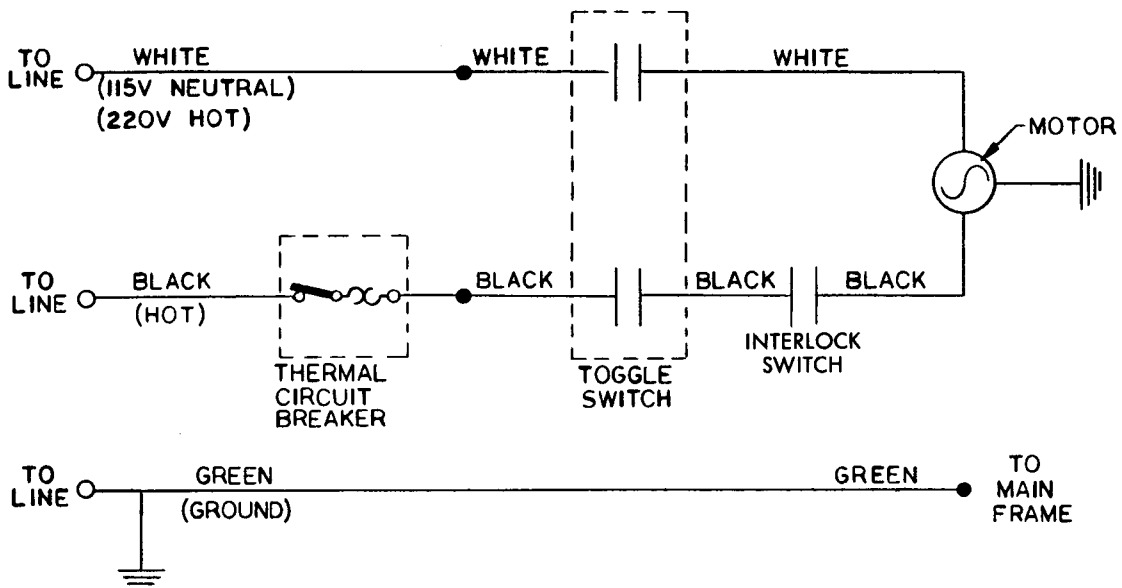 TO
LINE
WHITE
(115V NEUTRAL)
(220V HOT)
WHITE
WHITE
MOTOR
TO
LINE
BLACK
(HOT)
BLACK
BLACK
BLACK
INTERLOCK
SWITCH
THERMAL
CIRCUIT
BREAKER
TOGGLE
SWITCH
TO
LINE
GREEN
(GROUND)
GREEN
TO
MAIN
FRAME